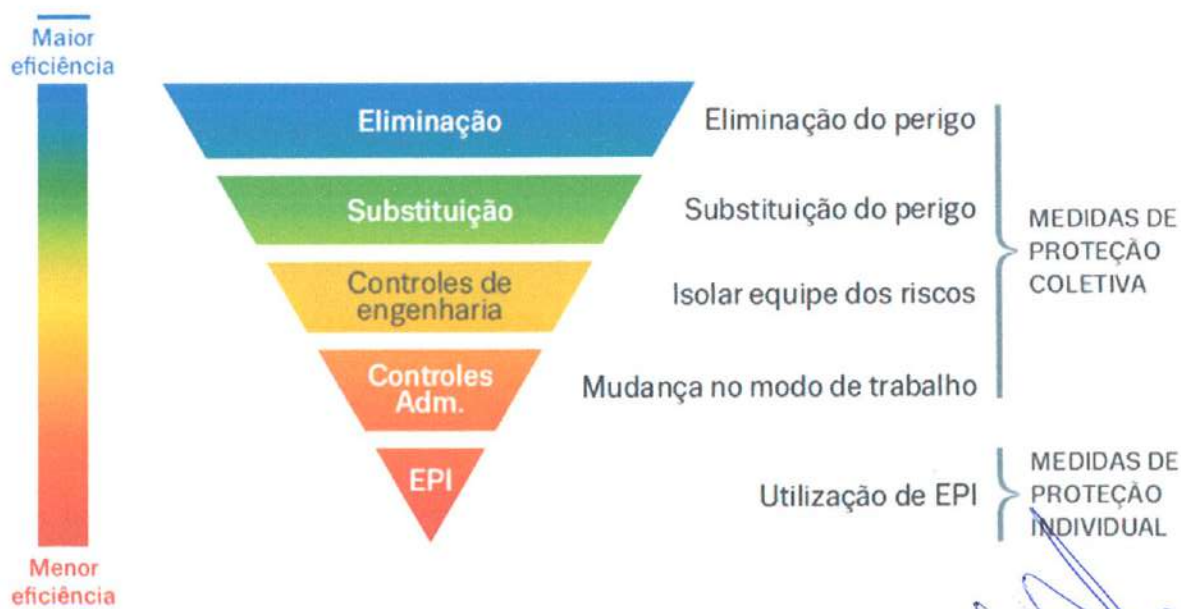 Maior
eficiência
Eliminação
Eliminação do perigo
Substituição
Substituição do perigo
MEDIDAS DE
PROTEÇÃO
COLETIVA
Controles de
engenharia
Isolar equipe dos riscos
Controles
Adm.
Mudança no modo de trabalho
EPI
Utilização de EPI
MEDIDAS DE
PROTEÇÃO
INDIVIDUAL
Menor
eficiência